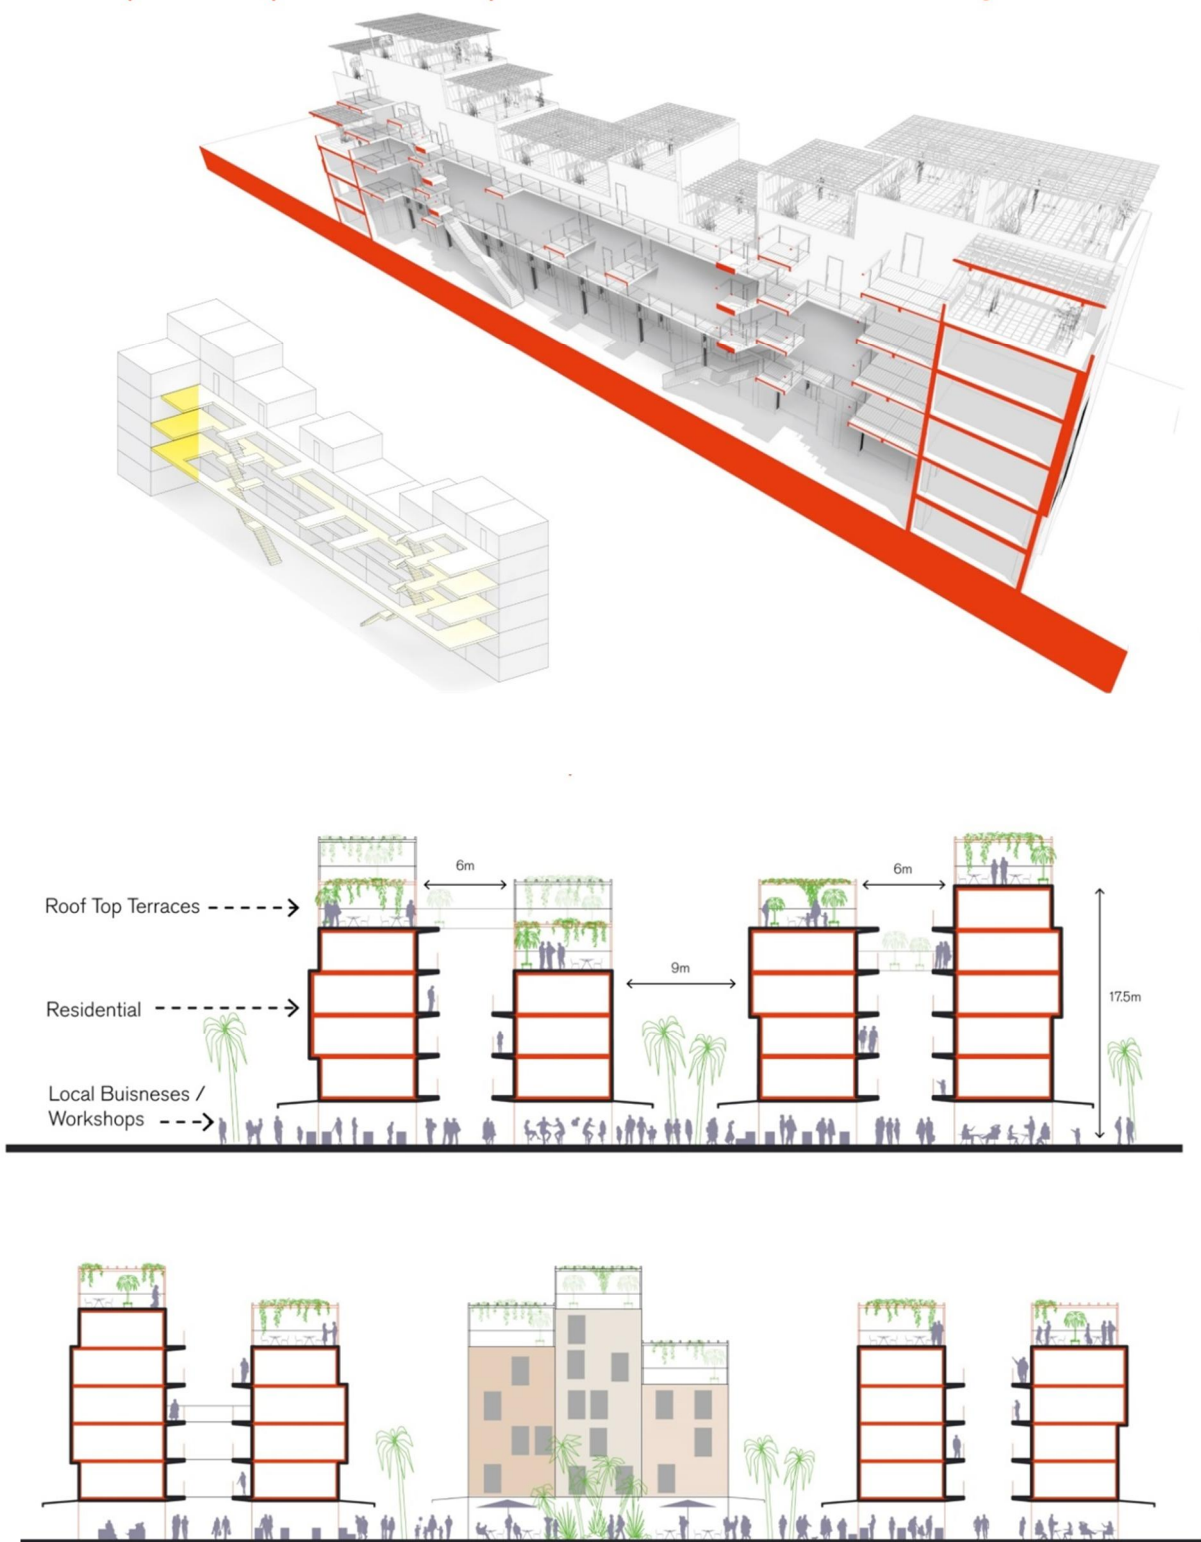 6m
6m
Roof Top Terraces
9m
Residential
17.5m
Local Buisneses /
Workshops